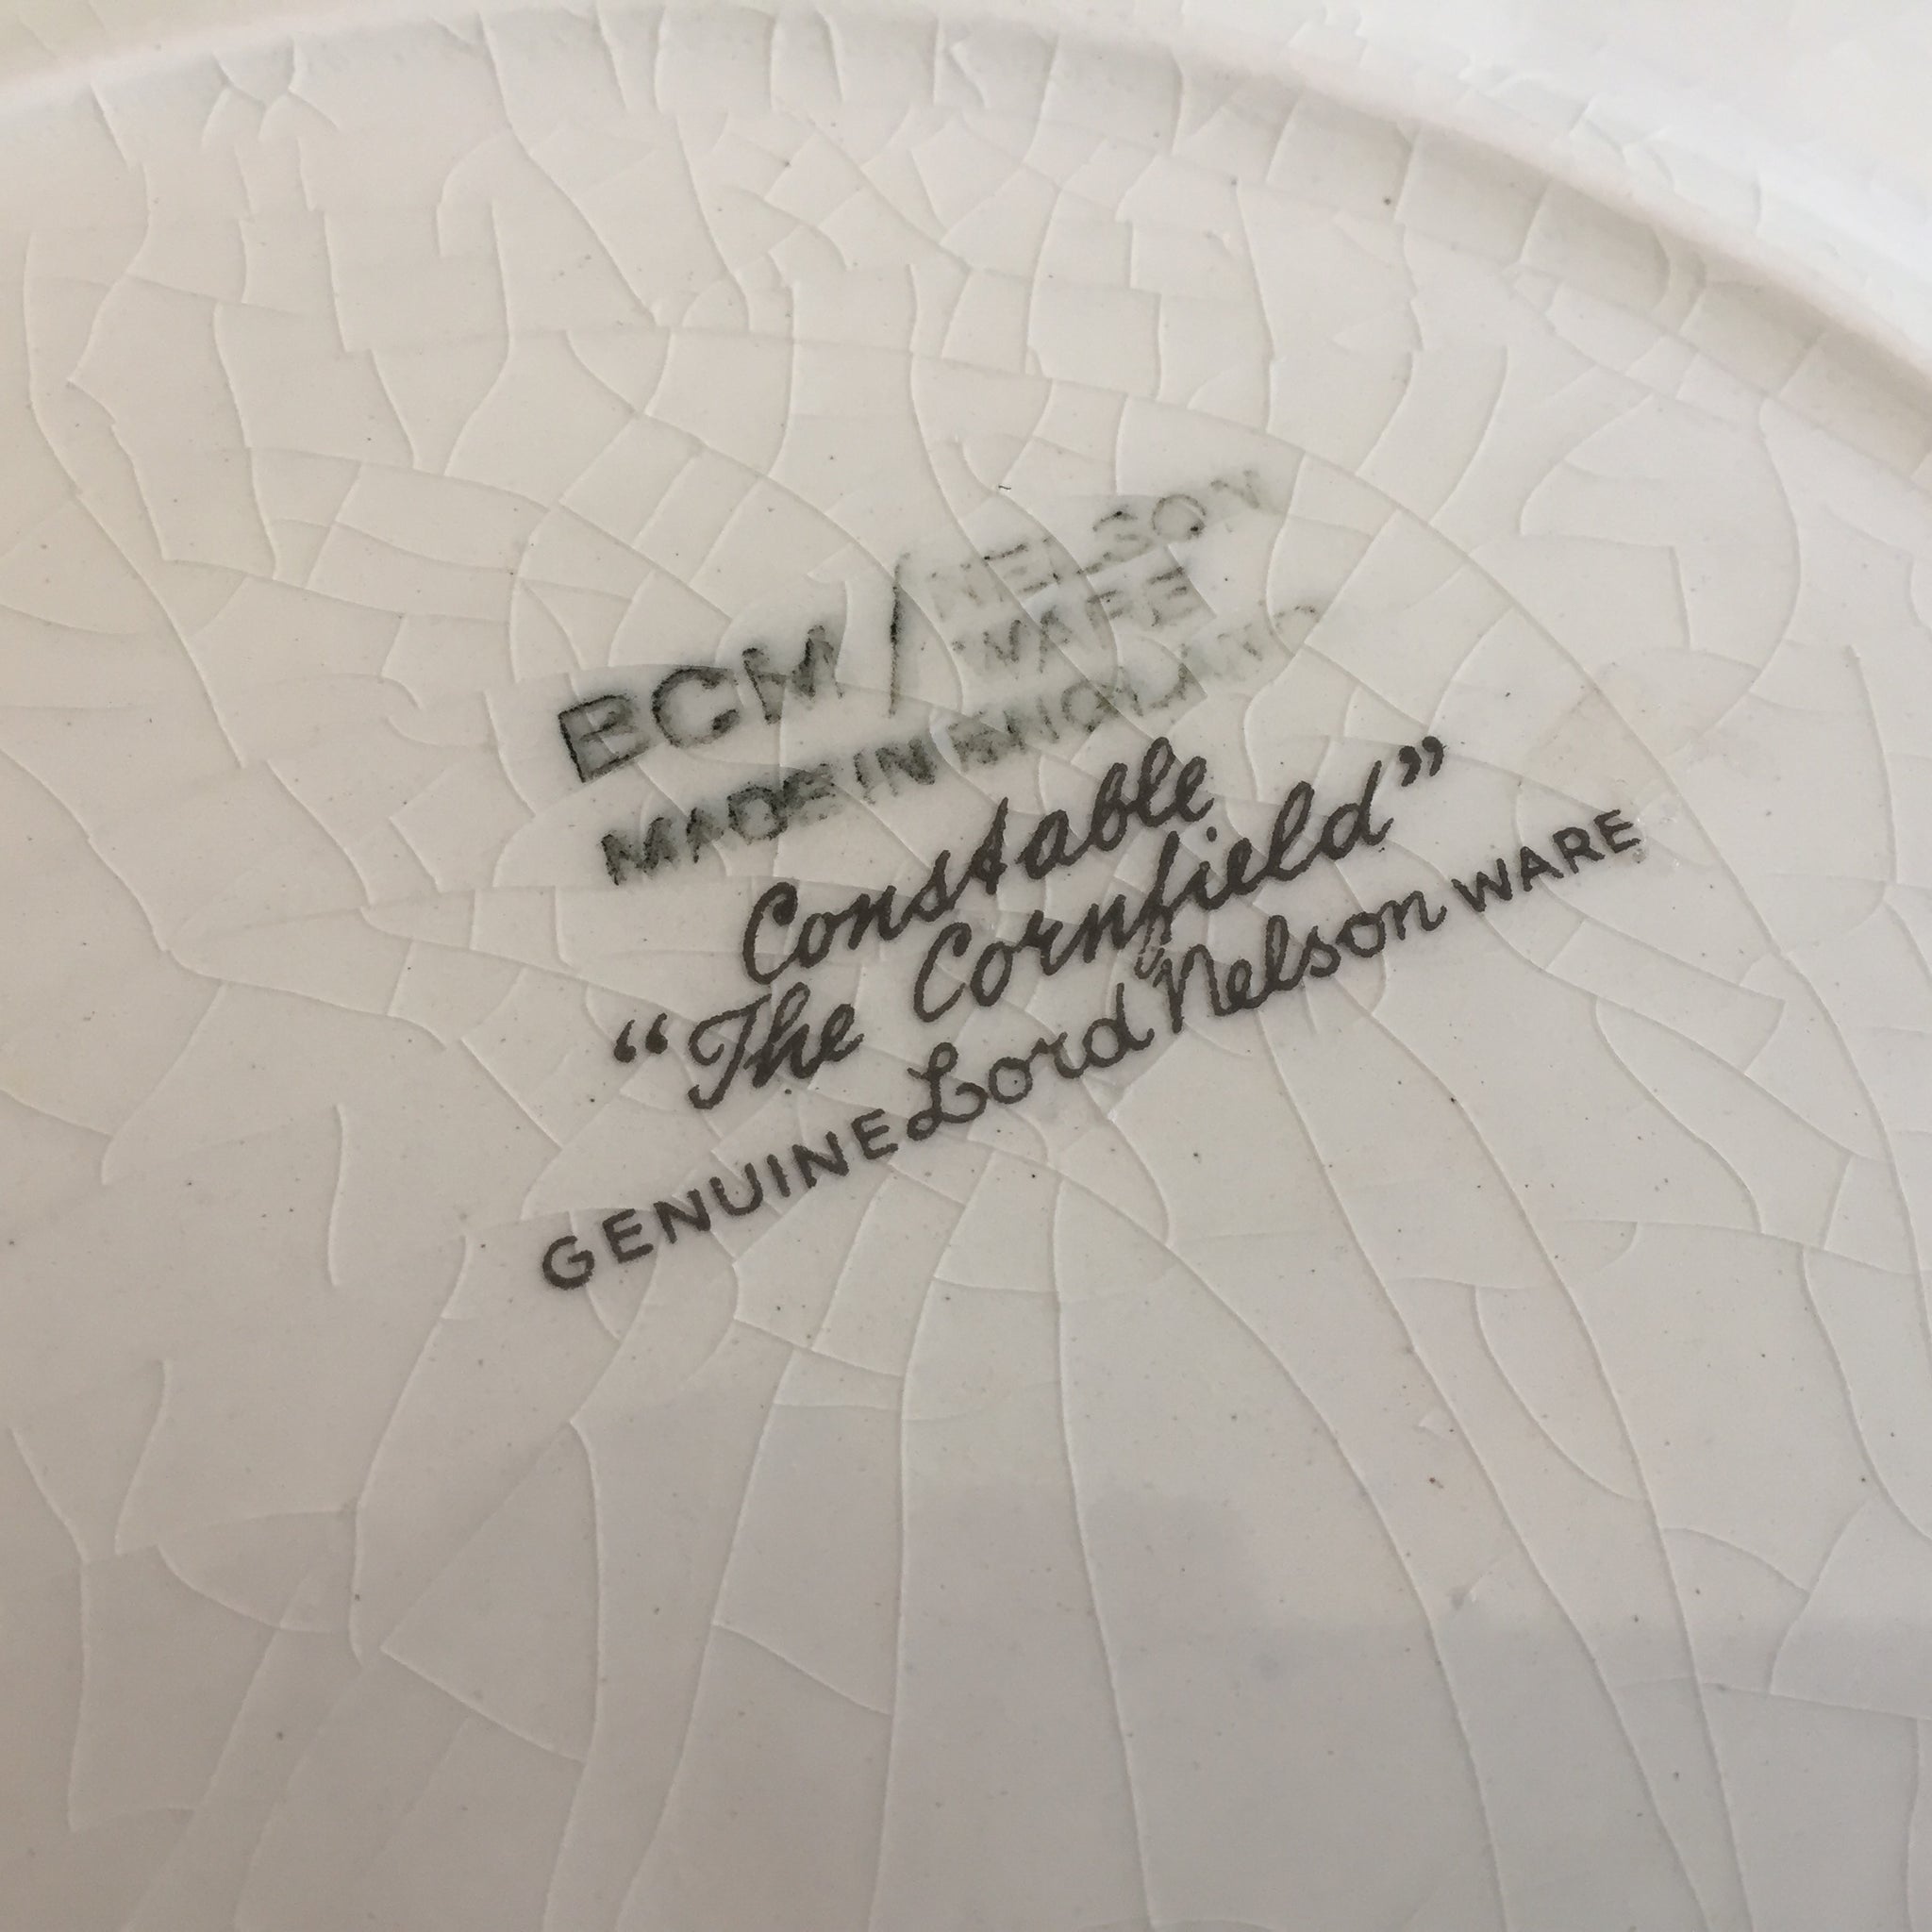 BCM/NELSON
WARE
MADE IN ENGLAND
Constable
“The Cornfield”
GENUINE Lord Nelson WARE